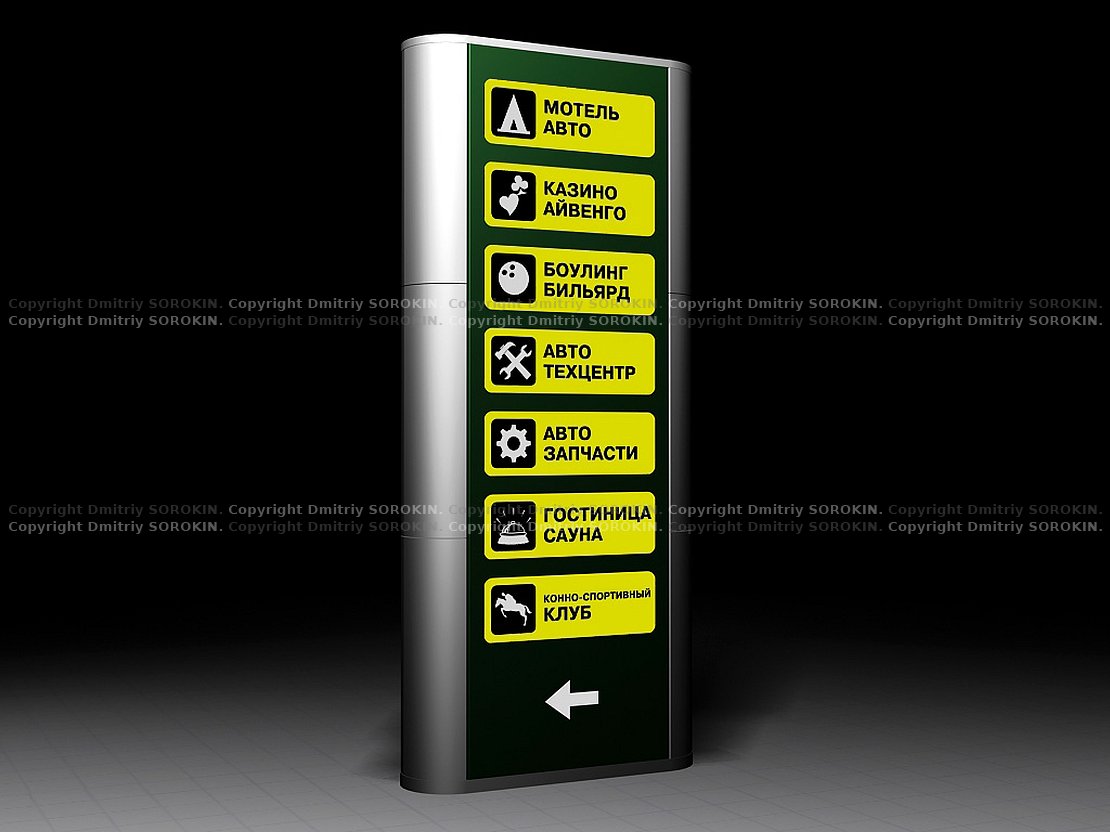 МОТЕЛЬ
АВТО
КАЗИНО
АЙВЕНГО
Copyright Dmitriy SOROKIN. Copyright Dmitriy SOROKIN. Copyright Dmitriy SOROKIN. Copyright Dmitriy SOROKIN. Copyright Dmitriy SOROKIN.
Copyright Dmitriy SOROKIN. Copyright Dmitriy SOROKIN. Copyright Dmitriy SOROKIN. Copyright Dmitriy SOROKIN. Copyright Dmitriy SOROKIN.
БОУЛИНГ
БИЛЬЯРД
АВТО
ТЕХЦЕНТР
АВТО
ЗАПЧАСТИ
Copyright Dmitriy SOROKIN. Copyright Dmitriy SOROKIN. Copyright Dmitriy SOROKIN. Copyright Dmitriy SOROKIN. Copyright Dmitriy SOROKIN.
Copyright Dmitriy SOROKIN. Copyright Dmitriy SOROKIN. Copyright Dmitriy SOROKIN. Copyright Dmitriy SOROKIN. Copyright Dmitriy SOROKIN.
ГОСТИНИЦА
САУНА
КОННО-СПОРТИВНЫЙ
КЛУБ